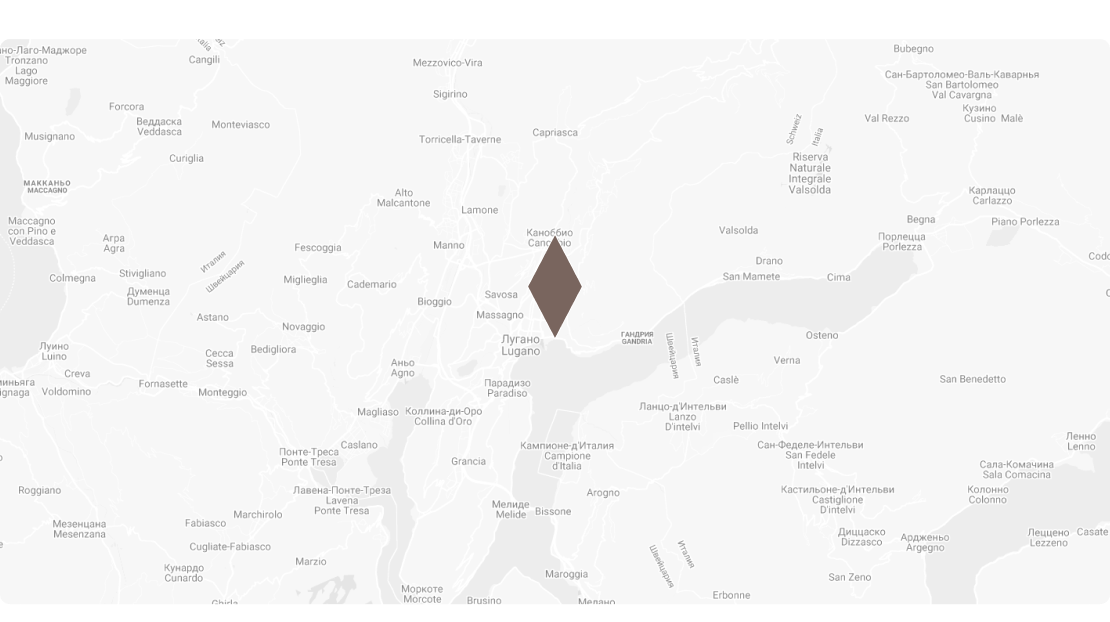 но-Лаго-Маджоре
Tronzano
Lago
Maggiore
Italia
Cangili
Mezzovico-Vira
Bubegno
Сан-Бартоломео-Валь-Каварнья
San Bartolomeo
Val Cavargna
Sigirino
Forcora
Кузино
Cusino
Malè
Val Rezzo
Веддаска
Veddasca
Monteviasco
Musignano
Torricella-Taverne
Capriasca
Schweiz
Italia
Curiglia
Riserva
Naturale
Integrale
Valsolda
МАККАНЬО
MACCAGNO
Alto
Malcantone
Карлаццо
Carlazzo
Lamone
Maccagno
con Pino e
Veddasca
Begna
Piano Porlezza
Агра
Agra
Fescoggia
Manno
Каноббио
Valsolda
Порлецца
Porlezza
Италия
Швейцария
Drano
Colmegna
Stivigliano
Miglieglia
Cademario
San Mamete
Cima
Думенца
Dumenza
Bioggio
Savosa
Astano
Novaggio
Massagno
Лугано
Lugano
ГАНДРИЯ
GANDRIA
Швейцария
Италия
Osteno
Луино
Luino
Сесса
Sessa
Bedigliora
Verna
Аньо
Agno
Creva
Fornasette
Voldomino
Monteggio
Парадизо
Paradiso
Caslè
San Benedetto
Magliaso
Коллина-ди-Оро
Collina d'Oro
Ланцо-д'Интельви
Lanzo
D'intelvi
Pellio Intelvi
Caslano
Понте-Треса
Ponte Tresa
Кампионе-д'Италия
Campione
d'Italia
Сан-Феделе-Интельви
San Fedele
Intelvi
Ленно
Lenno
Grancia
Сала-Комачина
Sala Comacina
Roggiano
Лавена-Понте-Треза
Lavena
Ponte Tresa
Arogno
Кастильоне-д'Интельви
Castiglione
D'intelvi
Колонно
Colonno
Мелиде
Melide
Bissone
Marchirolo
Fabiasco
Мезенцана
Mesenzana
Диццаско
Dizzasco
Ардженьо
Argegno
Леццено
Lezzeno
Casate
Cugliate-Fabiasco
Швейцария
Италия
Marzio
Кунардо
Cunardo
Maroggia
San Zeno
Моркоте
Morcote
Brusino
Мелано
Erbonne
Ghirla